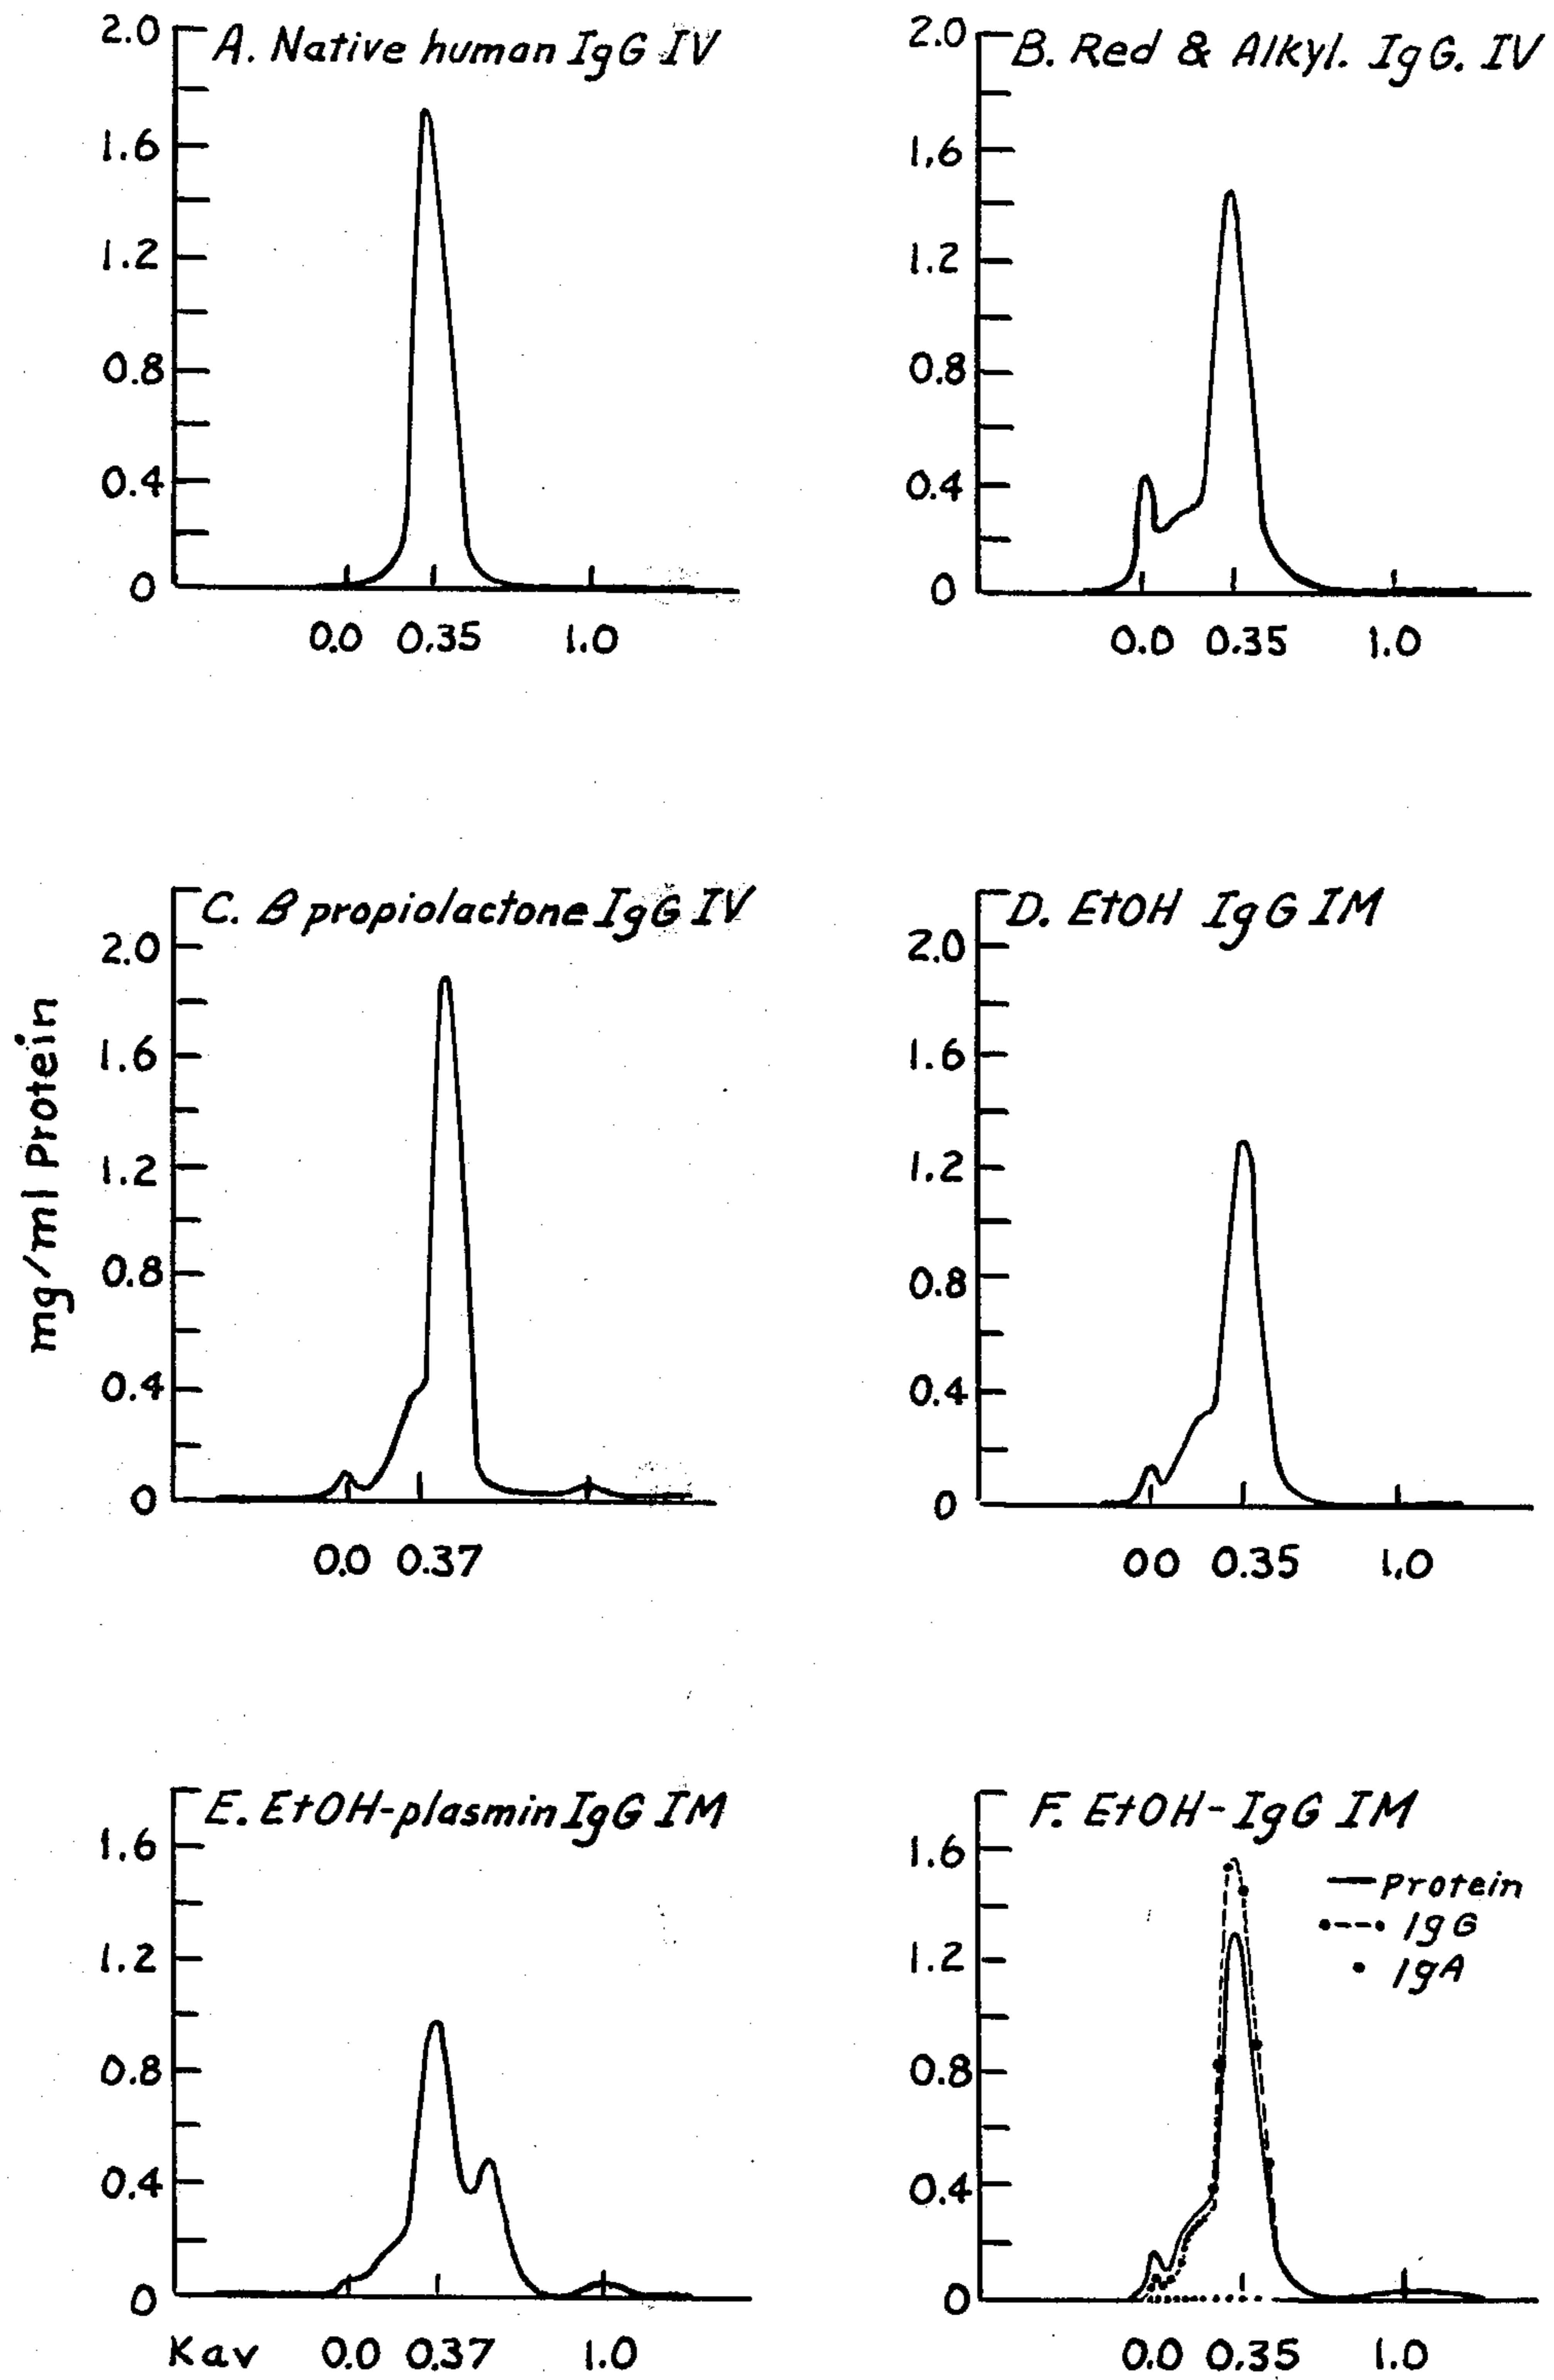 A. Native human IgG IV
2.0
1.6
1.2
0.8
0.4
0
0.0 0.35 1.0
B. Red & Alkyl. IgG. IV
2.0
1.6
1.2
0.8
0.4
0
0.0 0.35 1.0
mg/ml Protein
C. B propiolactone IgG IV
2.0
1.6
1.2
0.8
0.4
0
0.0 0.37
D. EtOH IgG IM
2.0
1.6
1.2
0.8
0.4
0
00 0.35 1.0
E. EtOH-plasmin IgG IM
1.6
1.2
0.8
0.4
0
Kav 0.0 0.37 1.0
F. EtOH-IgG IM
Protein
IgG
IgA
1.6
1.2
0.8
0.4
0
0.0 0.35 1.0